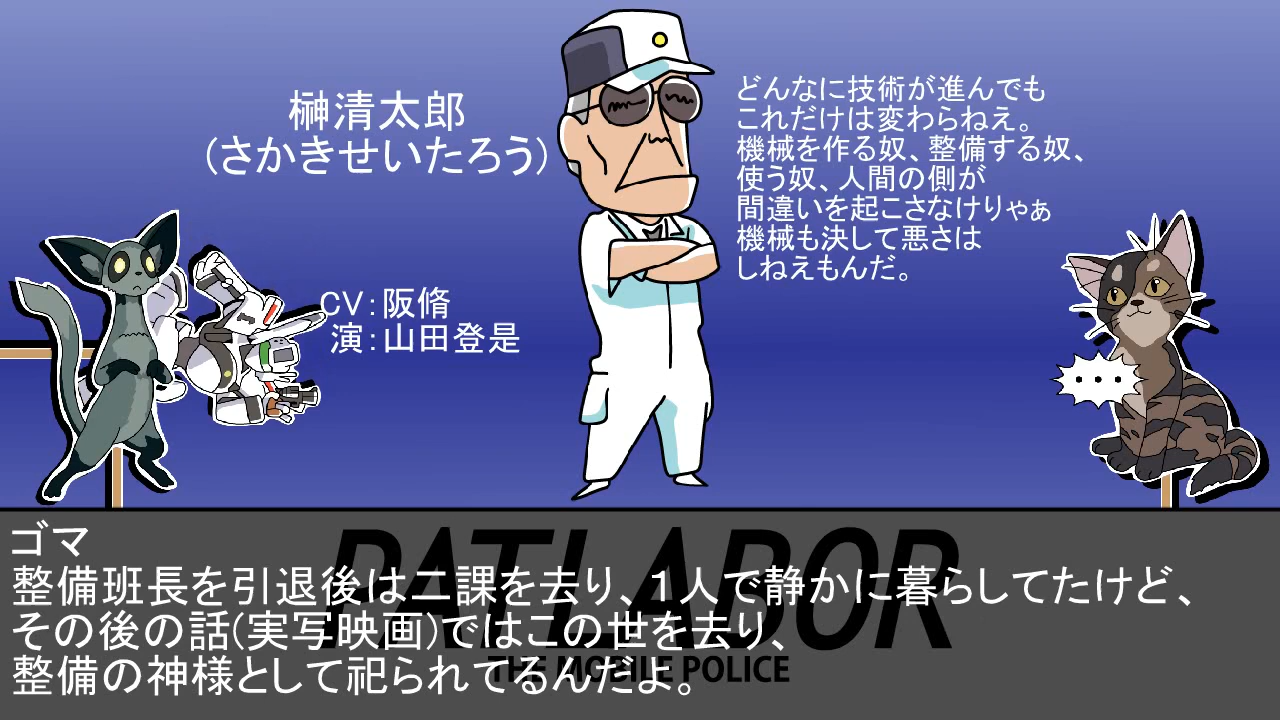 榊清太郎
(さかきせいたろう)
CV：阪脩
演：山田登是
どんなに技術が進んでも
これだけは変わらねえ。
機械を作る奴、整備する奴、
使う奴、人間の側が
間違いを起こさなけりゃぁ
機械も決して悪さは
しねえもんだ。
・・・
ゴマ
整備班長を引退後は二課を去り、１人で静かに暮らしてたけど、
その後の話(実写映画)ではこの世を去り、
整備の神様として祀られてるんだよ。
PATLABOR
THE MOBILE POLICE